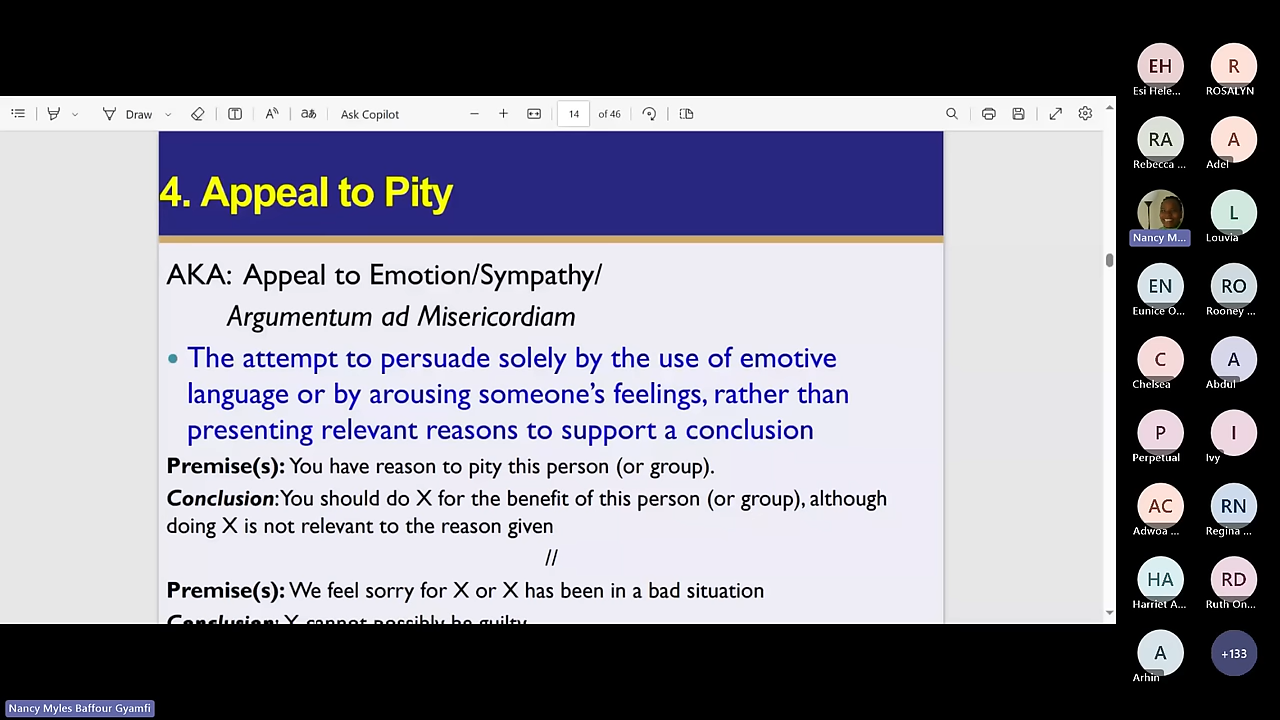 Draw
Ask Copilot
14 of 46
4. Appeal to Pity
AKA: Appeal to Emotion/Sympathy/
Argumentum ad Misericordiam
• The attempt to persuade solely by the use of emotive
language or by arousing someone's feelings, rather than
presenting relevant reasons to support a conclusion
Premise(s): You have reason to pity this person (or group).
Conclusion:You should do X for the benefit of this person (or group), although
doing X is not relevant to the reason given
//
Premise(s): We feel sorry for X or X has been in a bad situation
Conclusion: X cannot possibly be guilty
EH
Esi Hele...
R
ROSALYN
RA
Rebecca ...
A
Adel
Nancy M...
L
Louvia
EN
Eunice O...
RO
Rooney ...
C
Chelsea
A
Abdul
P
Perpetual
I
Ivy
AC
Adwoa ...
RN
Regina ...
HA
Harriet A...
RD
Ruth On...
A
Arhin
+133
Nancy Myles Baffour Gyamfi